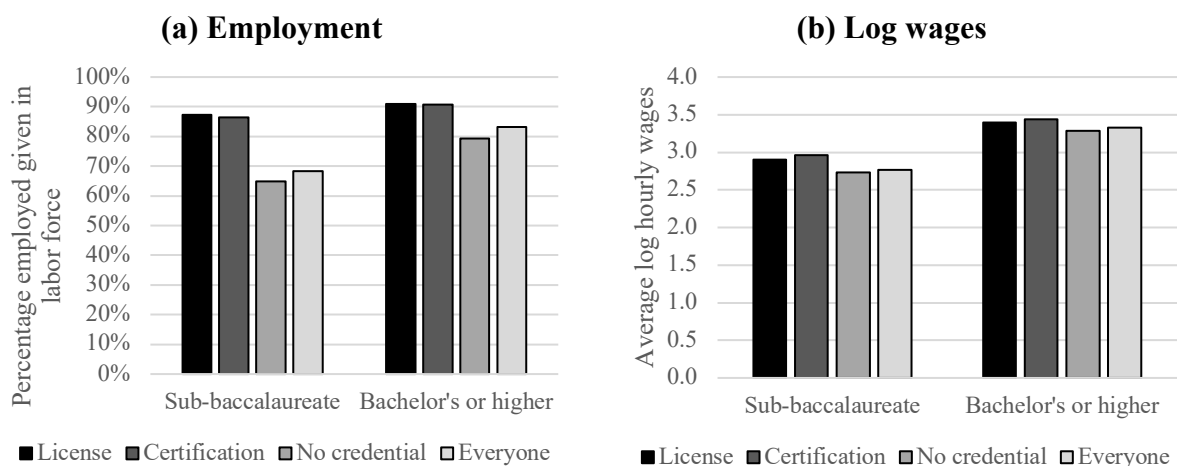 (a) Employment
Percentage employed given in
labor force
100%
90%
80%
70%
60%
50%
40%
30%
20%
10%
0%
Sub-baccalaureate Bachelor's or higher
License Certification No credential Everyone
(b) Log wages
Average log hourly wages
4.0
3.5
3.0
2.5
2.0
1.5
1.0
0.5
0.0
Sub-baccalaureate Bachelor's or higher
License Certification No credential Everyone